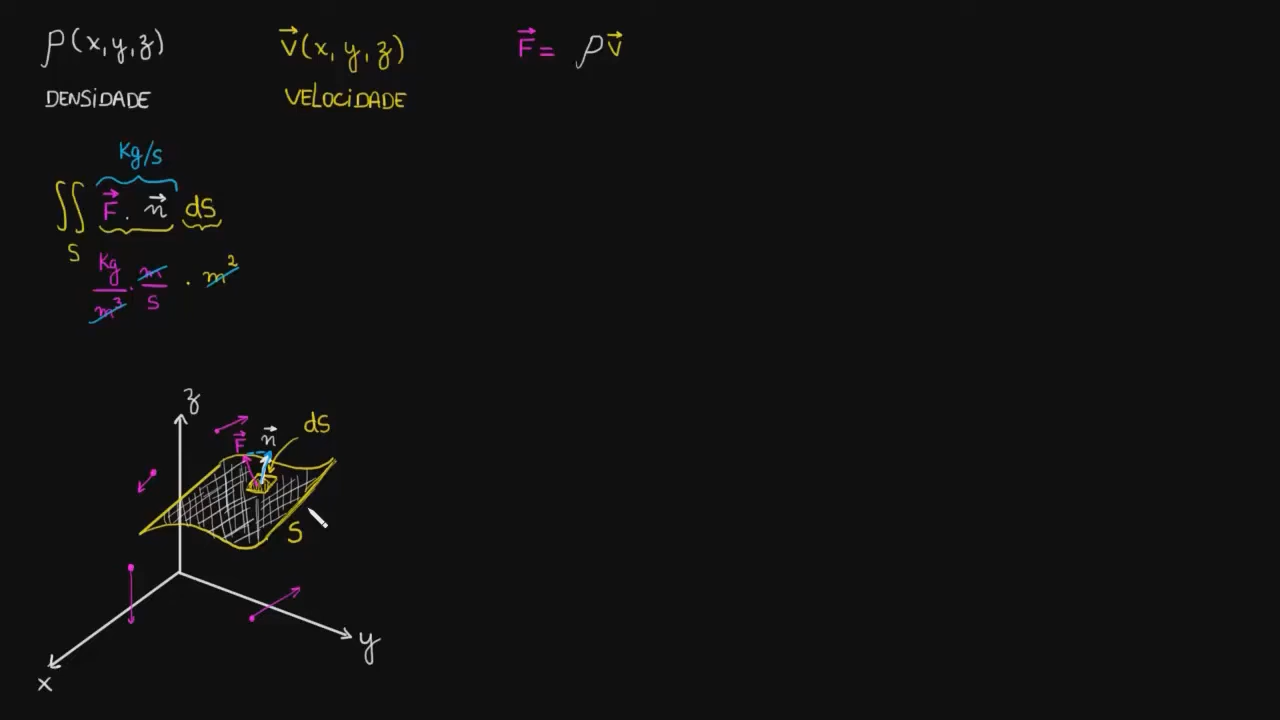 ρ(x,y,z) v⃗(x,y,z) F⃗ = ρv⃗
DENSIDADE VELOCIDADE
Kg/s
∬ F⃗ . n⃗ dS
S
Kg/m³ . m/s . m²
z
dS
F⃗ n⃗
S
y
x